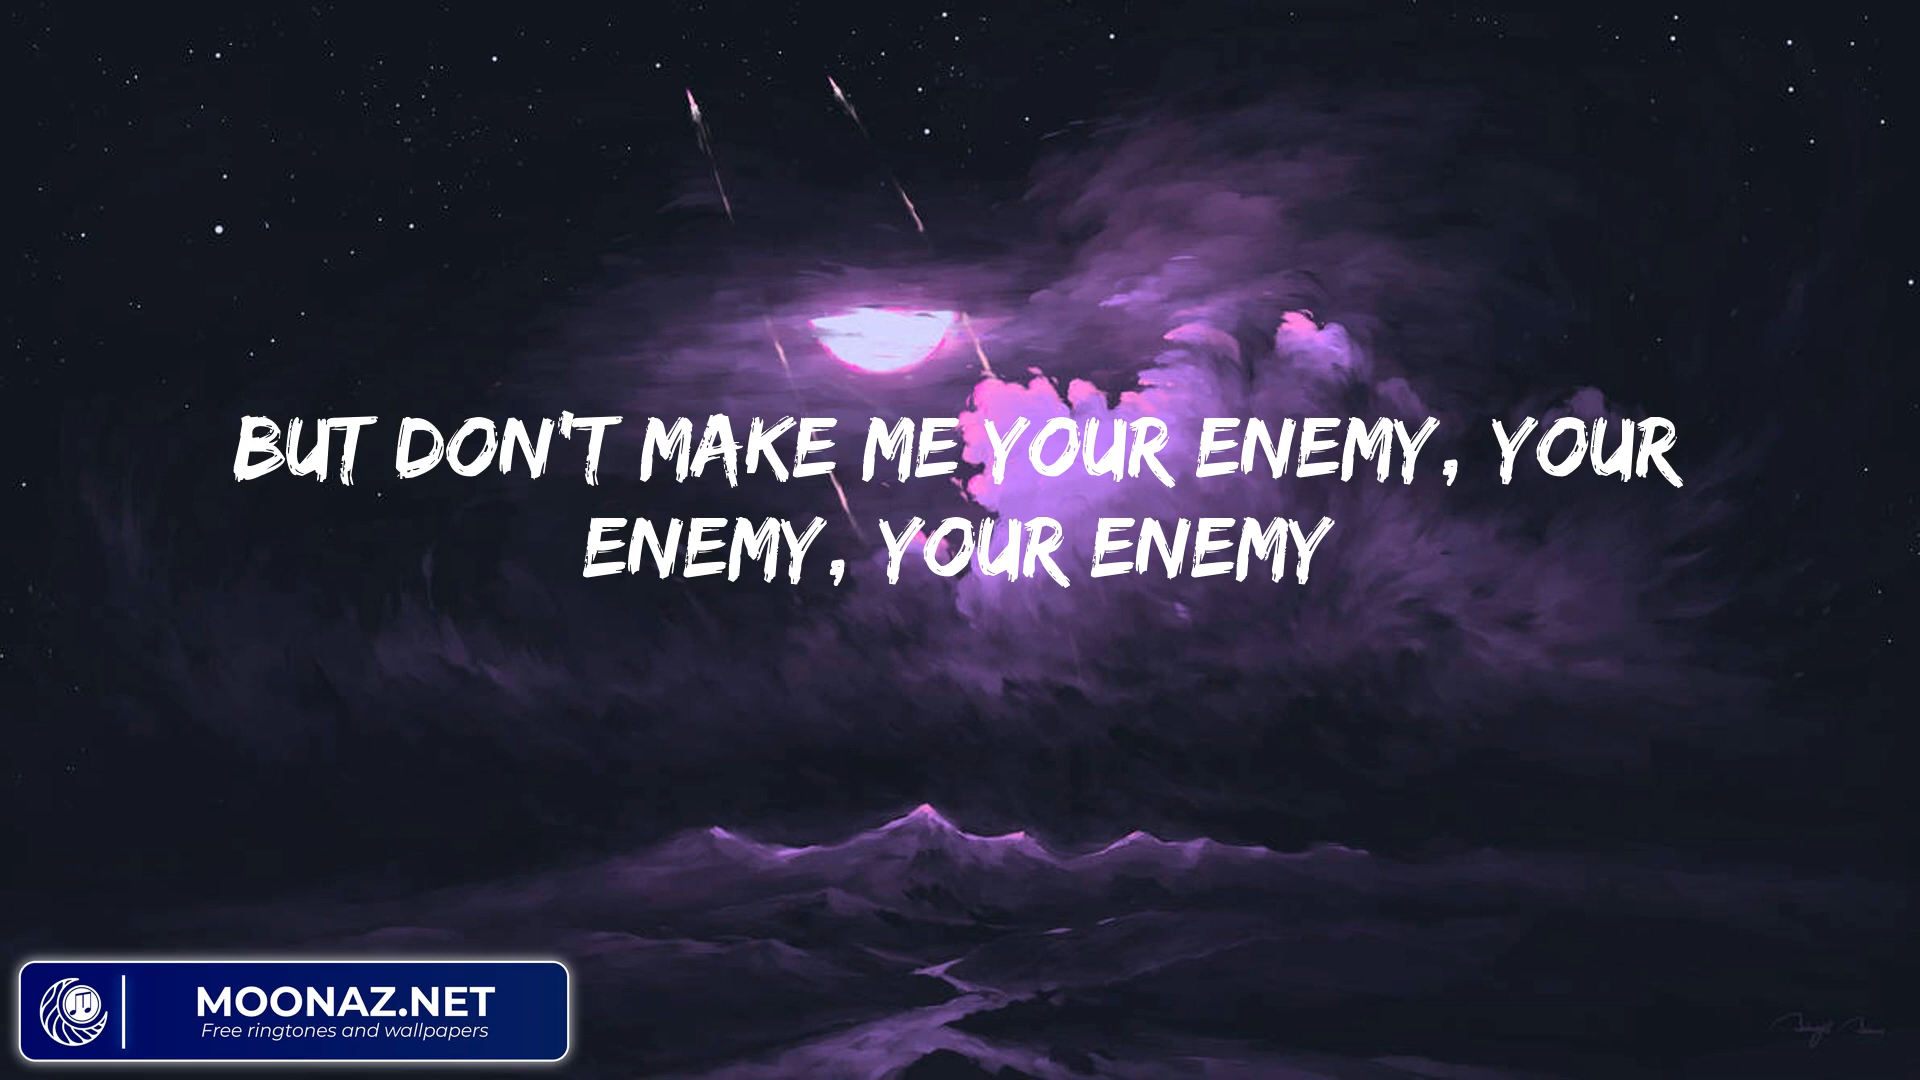 BUT DON'T MAKE ME YOUR ENEMY, YOUR
ENEMY, YOUR ENEMY
MOONAZ.NET
Free ringtones and wallpapers